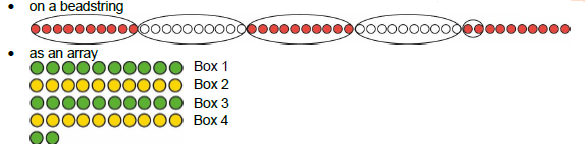 • on a beadstring
• as an array
Box 1
Box 2
Box 3
Box 4